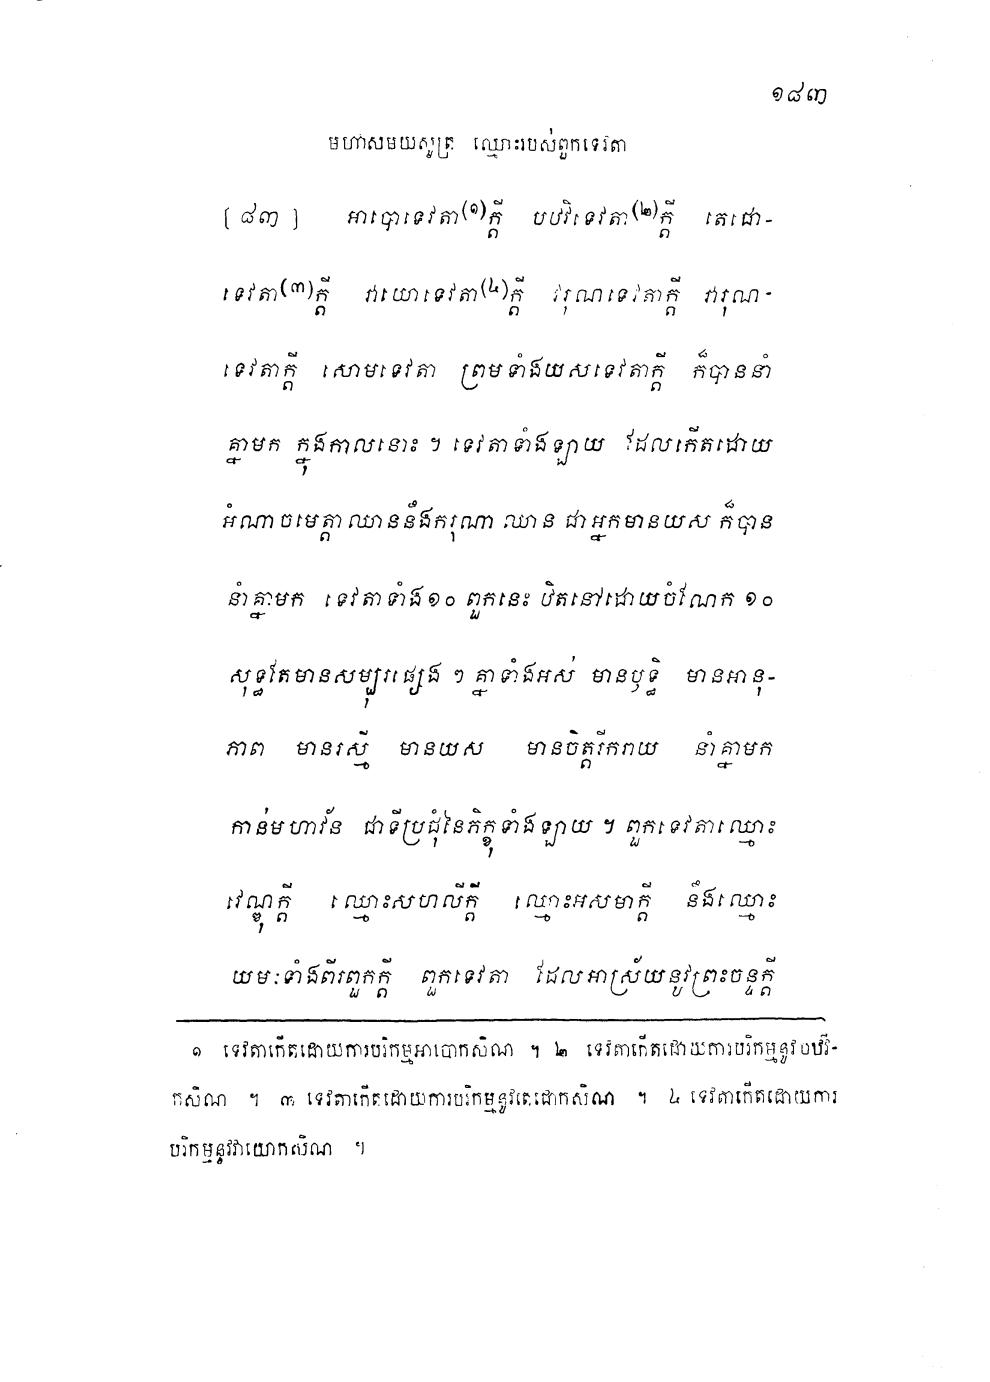 ១៨៣
មហាសមយសូត្រ ឈ្មោះរបស់ពួកទេវតា
[៨៣] អាបោទេវតា(១)ក្តី បឋវីទេវតា(២)ក្តី តេជោ-
ទេវតា(៣)ក្តី វាយោទេវតា(៤)ក្តី វរុណទេវតាក្តី វារុណ-
ទេវតាក្តី សោមទេវតា ព្រមទាំងយសទេវតាក្តី ក៏បាននាំ
គ្នាមក ក្នុងកាលនោះ ។ ទេវតាទាំងឡាយ ដែលកើតដោយ
អំណាចមេត្តាឈាននឹងករុណាឈាន ជាអ្នកមានយស ក៏បាន
នាំគ្នាមក ទេវតាទាំង១០ ពួកនេះ ឋិតនៅដោយចំណែក ១០
សុទ្ធតែមានសម្បុរផ្សេង ៗ គ្នាទាំងអស់ មានឫទ្ធិ មានអានុ-
ភាព មានរស្មី មានយស មានចិត្តរីករាយ នាំគ្នាមក
កាន់មហាវ័ន ជាទីប្រជុំនៃភិក្ខុទាំងឡាយ ។ ពួកទេវតាឈ្មោះ
វេណ្ឌុក្តី ឈ្មោះសហលីក្តី ឈ្មោះអសមាក្តី នឹងឈ្មោះ
យមៈទាំងពីរពួកក្តី ពួកទេវតា ដែលអាស្រ័យនូវព្រះចន្ទក្តី
១ ទេវតាកើតដោយការបរិកម្មអាបោកសិណ ។ ២ ទេវតាកើតដោយការបរិកម្មនូវបឋវី-
កសិណ ។ ៣ ទេវតាកើតដោយការបរិកម្មនូវតេជោកសិណ ។ ៤ ទេវតាកើតដោយការ
បរិកម្មនូវវាយោកសិណ ។